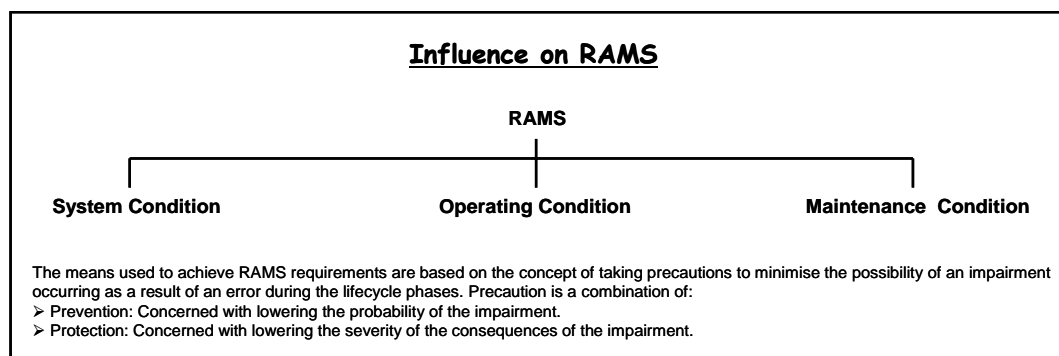 Influence on RAMS
RAMS
System Condition
Operating Condition
Maintenance Condition
The means used to achieve RAMS requirements are based on the concept of taking precautions to minimise the possibility of an impairment
occurring as a result of an error during the lifecycle phases. Precaution is a combination of:
➢ Prevention: Concerned with lowering the probability of the impairment.
➢ Protection: Concerned with lowering the severity of the consequences of the impairment.